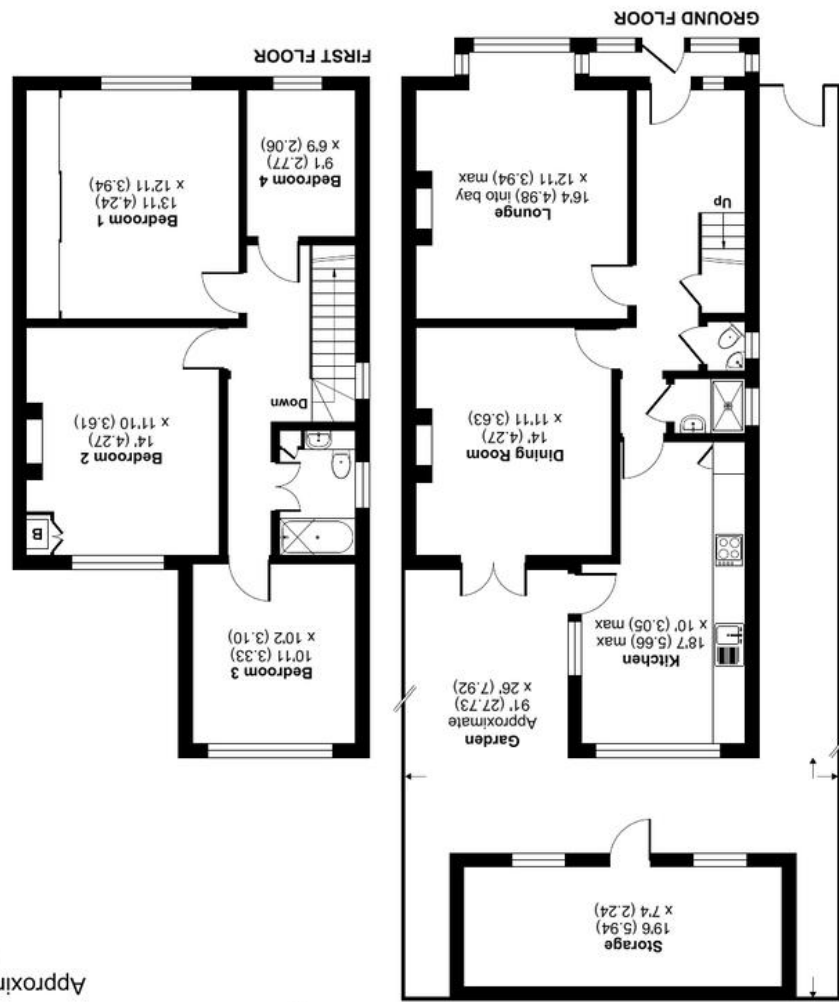 Approxim
Storage
19'6 (5.94)
x 7'4 (2.24)
Garden
Approximate
91' (27.73)
x 26' (7.92)
Kitchen
18'7 (5.66) max
x 10' (3.05) max
Dining Room
14' (4.27)
x 11'11 (3.63)
Lounge
16'4 (4.98) into bay
x 12'11 (3.94) max
Up
GROUND FLOOR
Bedroom 3
10'11 (3.33)
x 10'2 (3.10)
B
Bedroom 2
14' (4.27)
x 11'10 (3.61)
Down
Bedroom 1
13'11 (4.24)
x 12'11 (3.94)
Bedroom 4
9'1 (2.77)
x 6'9 (2.06)
FIRST FLOOR